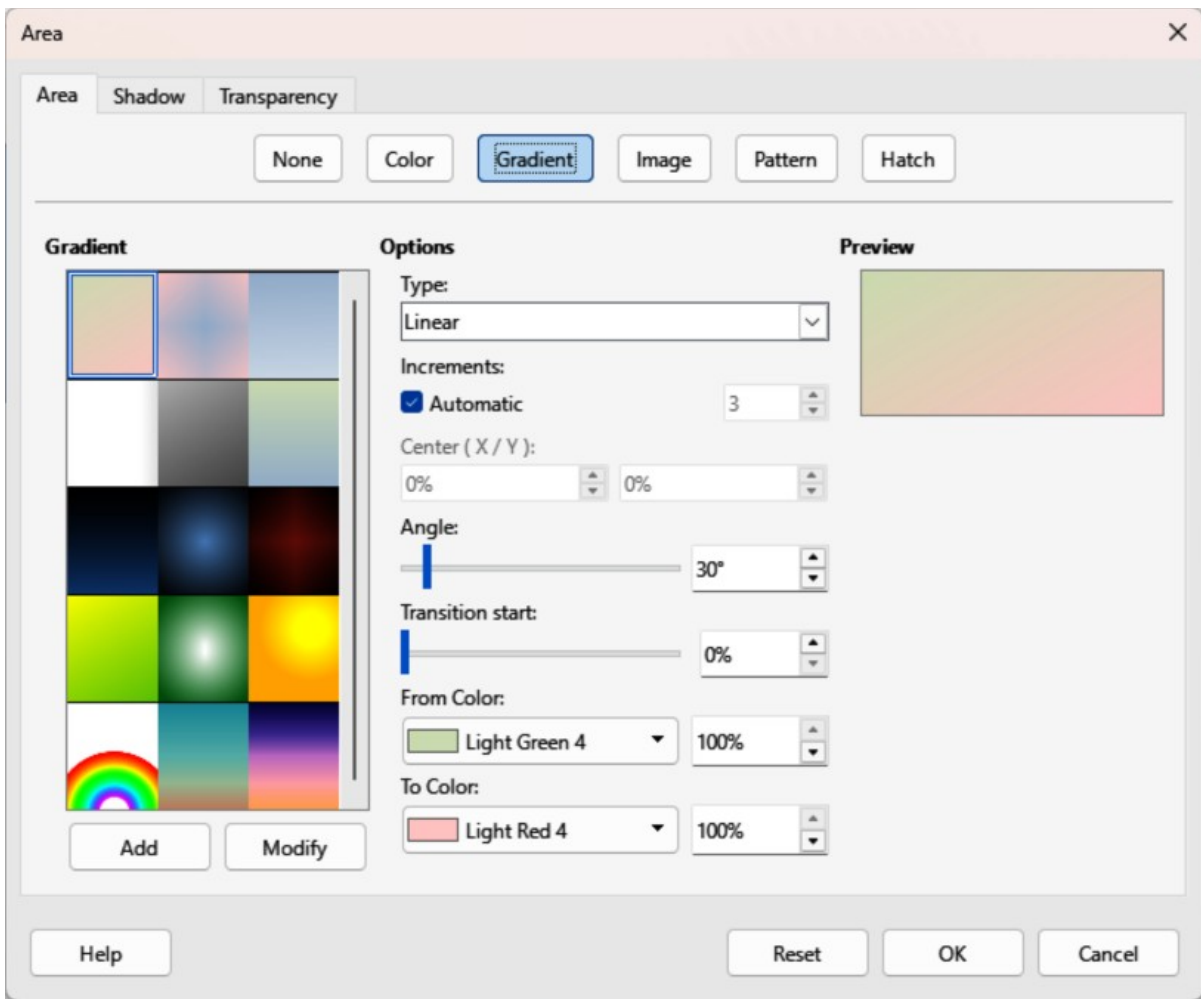 Area
Area Shadow Transparency
None Color Gradient Image Pattern Hatch
Gradient
Add Modify
Options
Type:
Linear
Increments:
Automatic 3
Center ( X / Y ):
0% 0%
Angle:
30°
Transition start:
0%
From Color:
Light Green 4 100%
To Color:
Light Red 4 100%
Preview
Help Reset OK Cancel